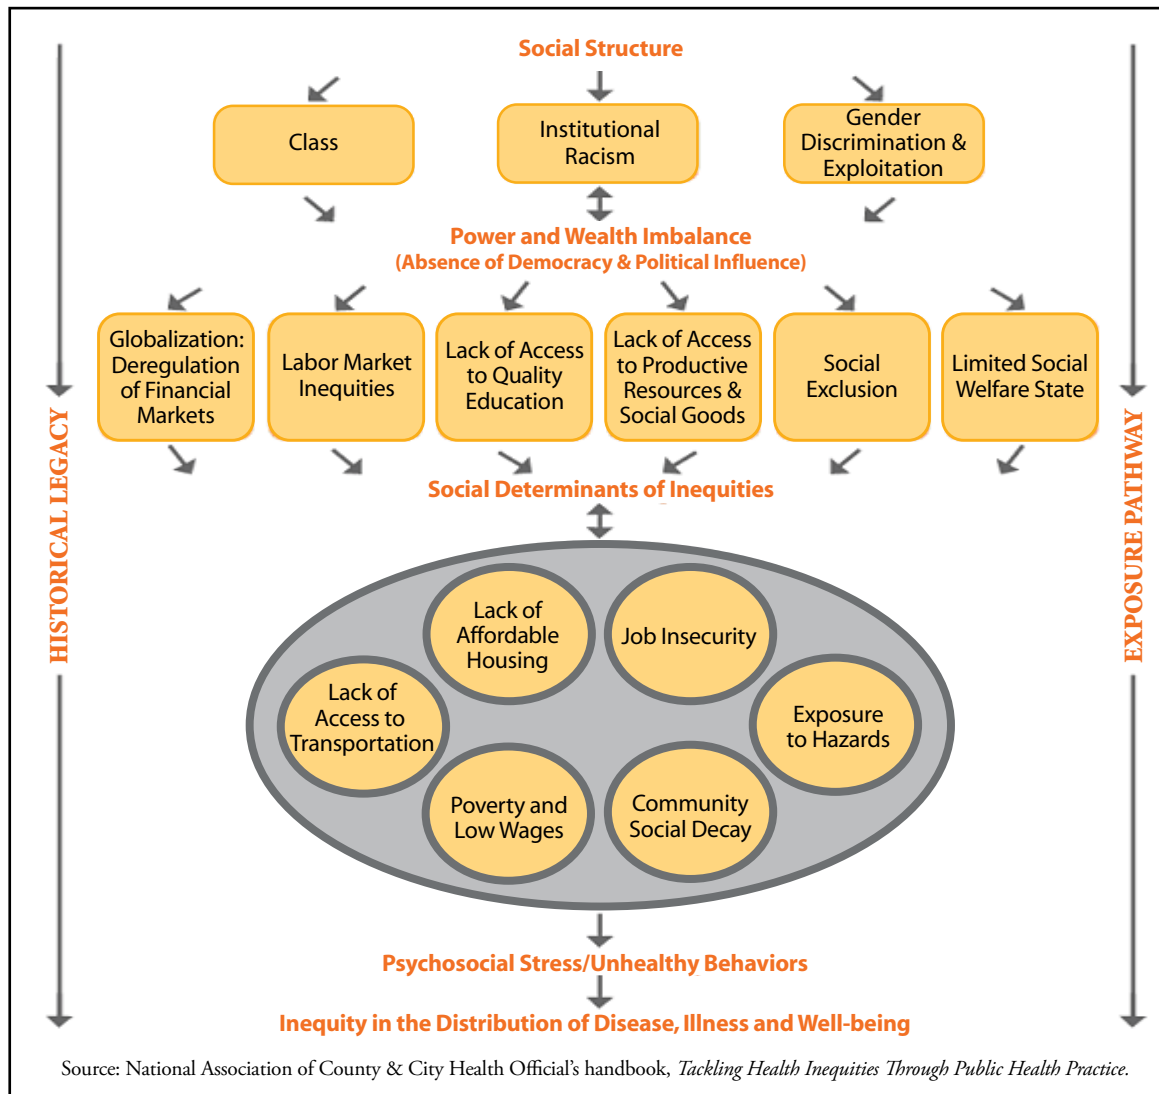 Social Structure
Class
Institutional
Racism
Gender
Discrimination &
Exploitation
Power and Wealth Imbalance
(Absence of Democracy & Political Influence)
Globalization:
Deregulation
of Financial
Markets
Labor Market
Inequities
Lack of Access
to Quality
Education
Lack of Access
to Productive
Resources &
Social Goods
Social
Exclusion
Limited Social
Welfare State
HISTORICAL LEGACY
EXPOSURE PATHWAY
Social Determinants of Inequities
Lack of
Affordable
Housing
Job Insecurity
Lack of
Access to
Transportation
Exposure
to Hazards
Poverty and
Low Wages
Community
Social Decay
Psychosocial Stress/Unhealthy Behaviors
Inequity in the Distribution of Disease, Illness and Well-being
Source: National Association of County & City Health Official's handbook, Tackling Health Inequities Through Public Health Practice.